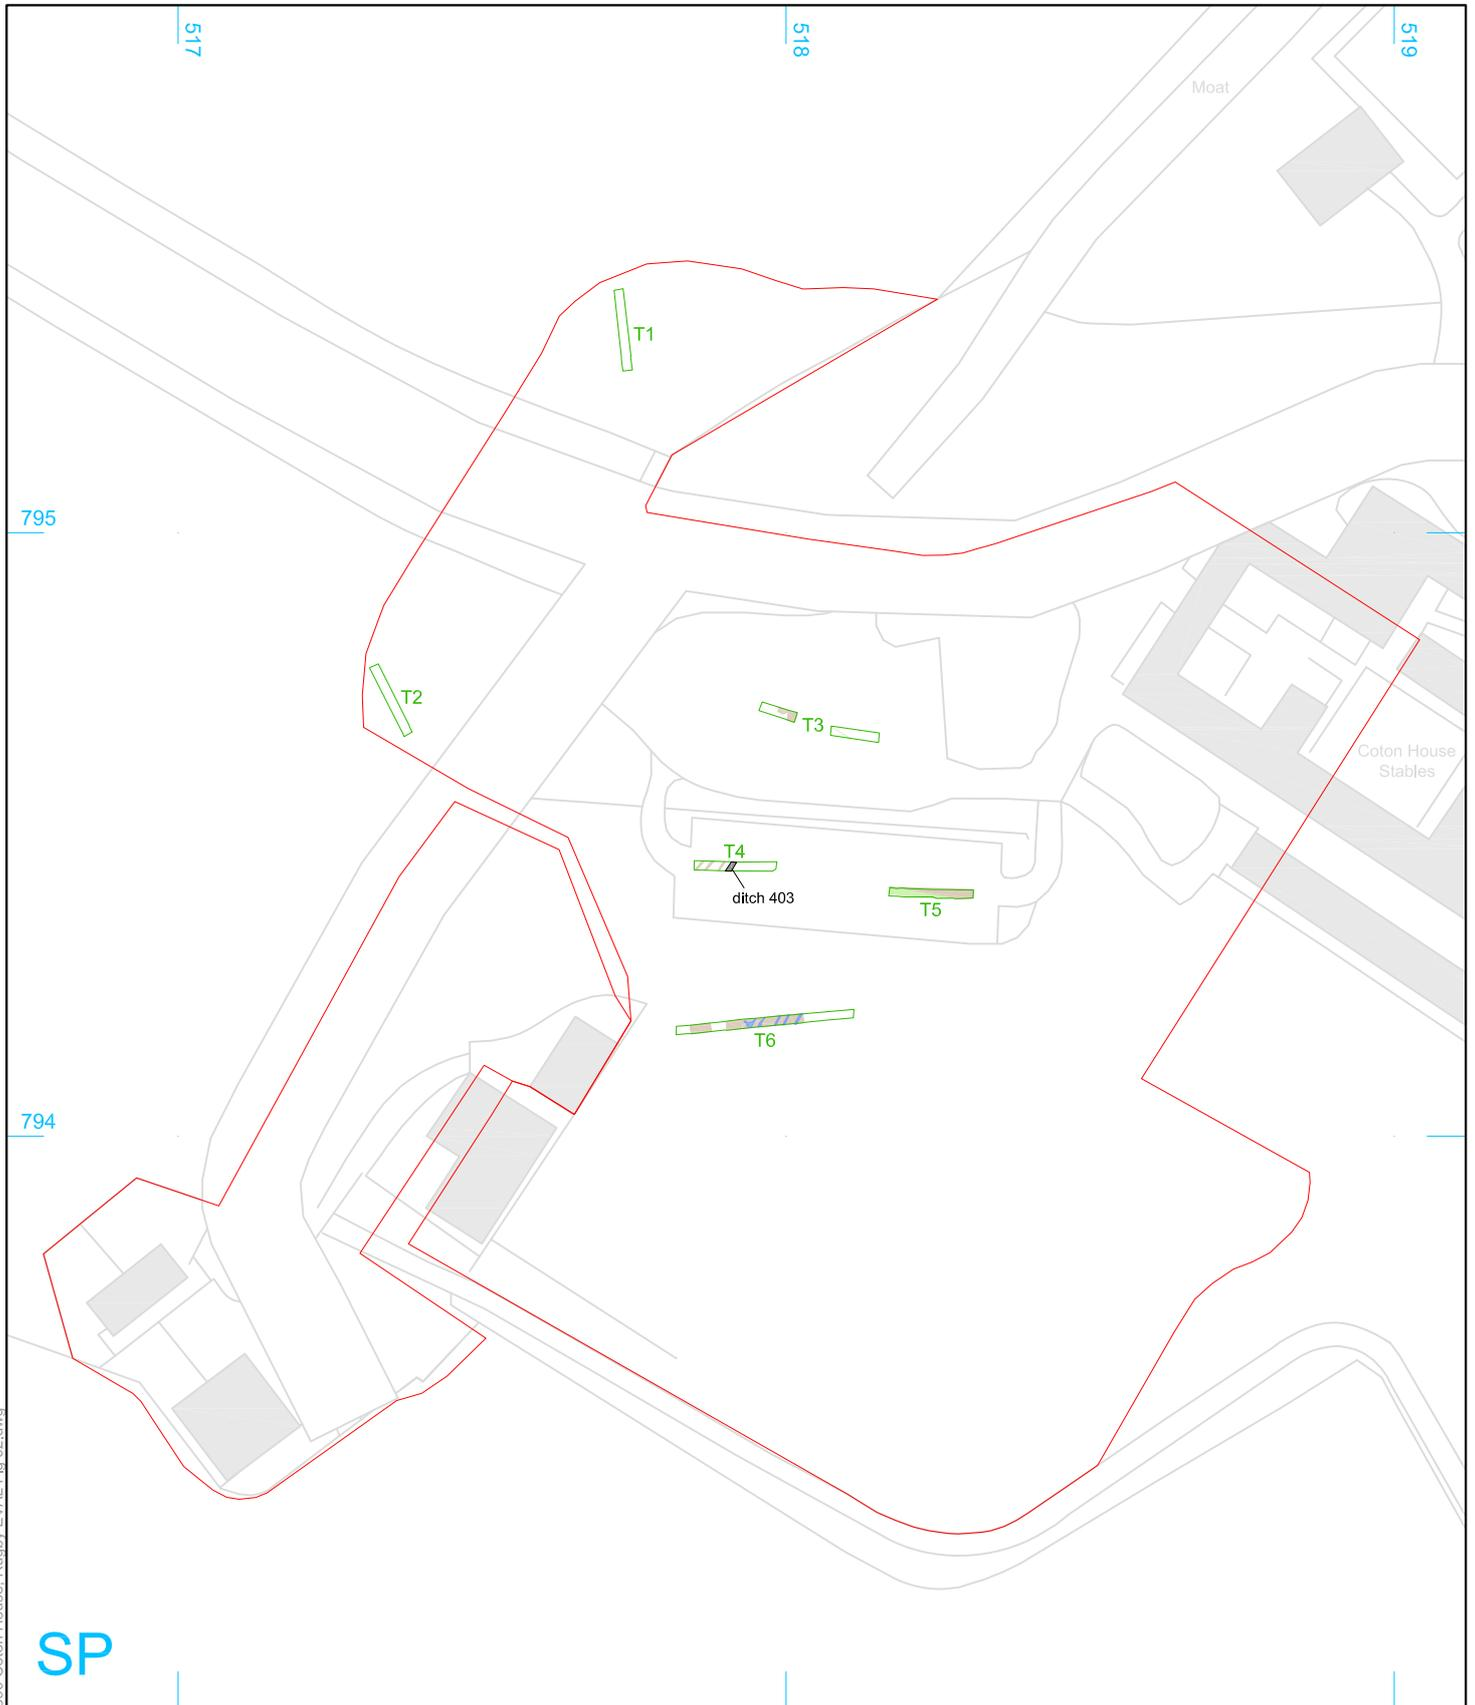 517
518
519
Moat
T1
795
T2
T3
Coton House
Stables
T4
ditch 403
T5
T6
794
SP